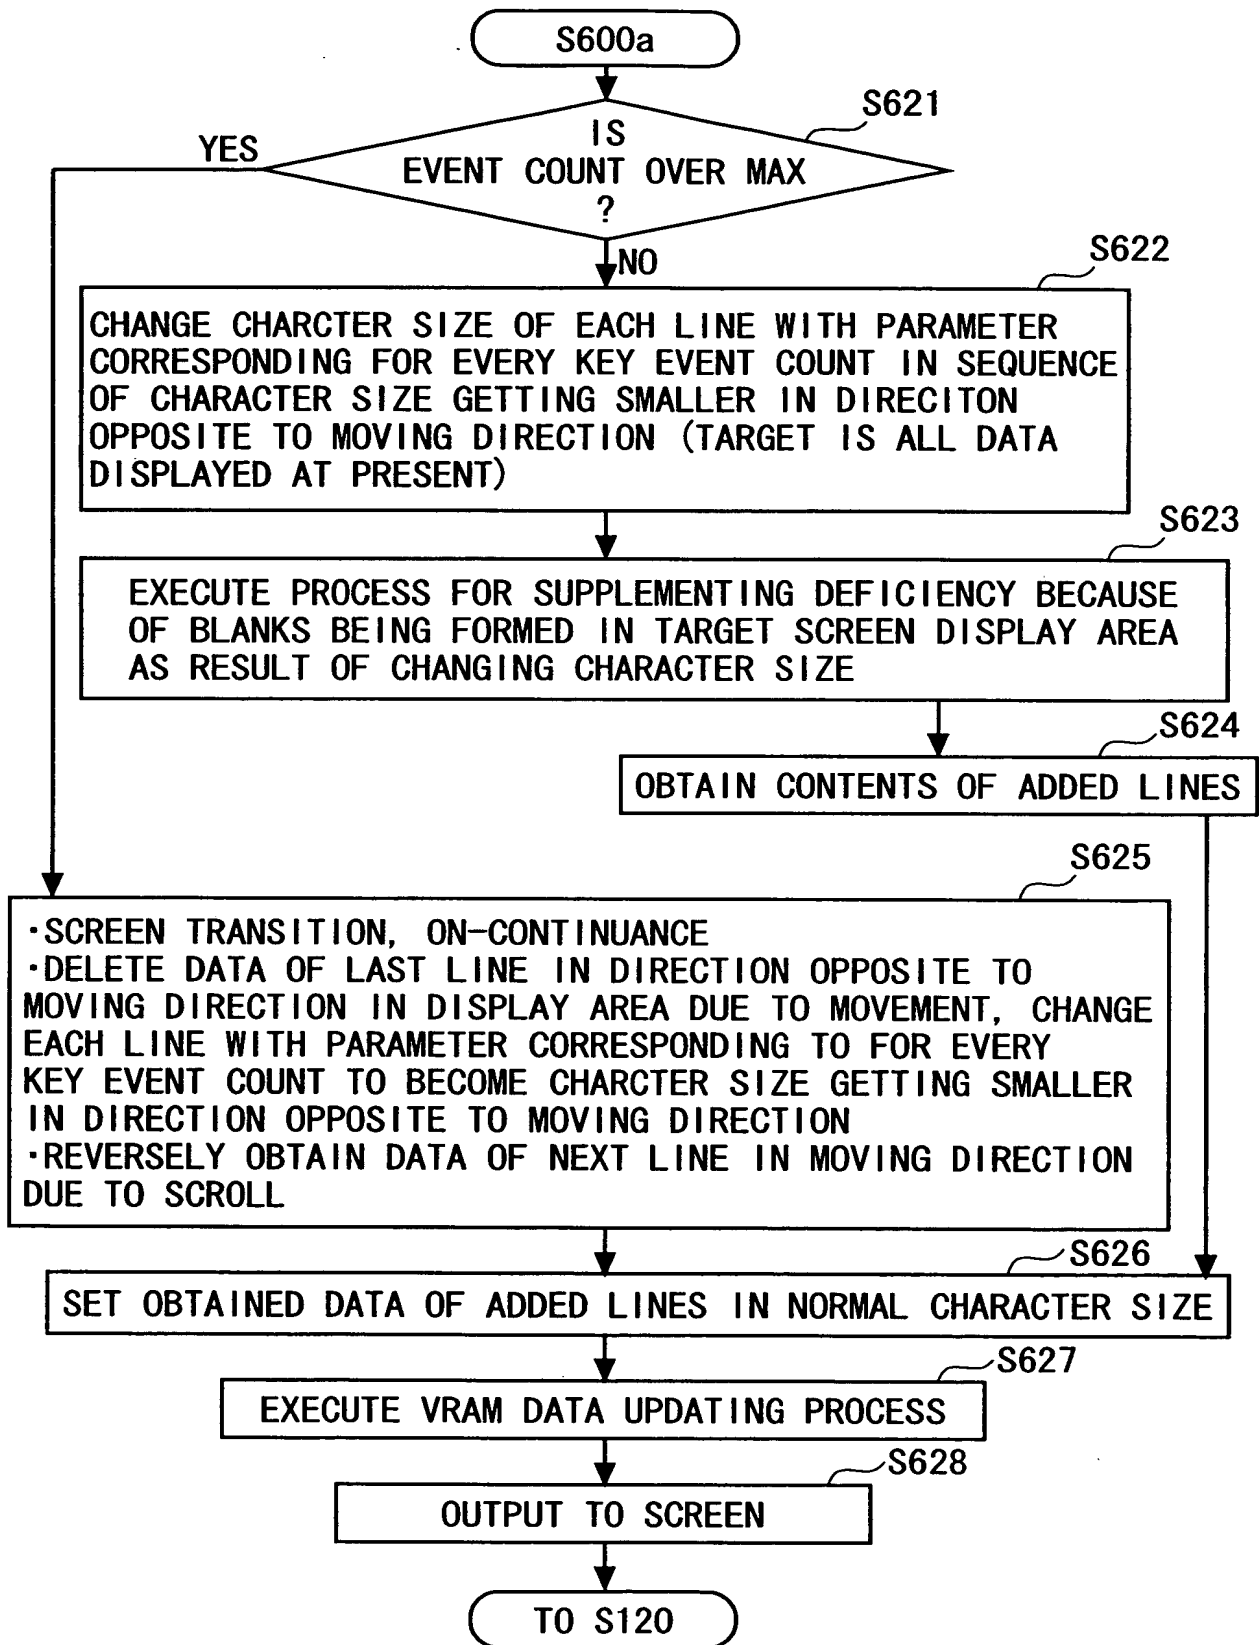 S600a
S621
IS
EVENT COUNT OVER MAX
?
YES
NO
S622
CHANGE CHARCTER SIZE OF EACH LINE WITH PARAMETER
CORRESPONDING FOR EVERY KEY EVENT COUNT IN SEQUENCE
OF CHARACTER SIZE GETTING SMALLER IN DIRECITON
OPPOSITE TO MOVING DIRECTION (TARGET IS ALL DATA
DISPLAYED AT PRESENT)
S623
EXECUTE PROCESS FOR SUPPLEMENTING DEFICIENCY BECAUSE
OF BLANKS BEING FORMED IN TARGET SCREEN DISPLAY AREA
AS RESULT OF CHANGING CHARACTER SIZE
S624
OBTAIN CONTENTS OF ADDED LINES
S625
·SCREEN TRANSITION, ON-CONTINUANCE
·DELETE DATA OF LAST LINE IN DIRECTION OPPOSITE TO
MOVING DIRECTION IN DISPLAY AREA DUE TO MOVEMENT, CHANGE
EACH LINE WITH PARAMETER CORRESPONDING TO FOR EVERY
KEY EVENT COUNT TO BECOME CHARCTER SIZE GETTING SMALLER
IN DIRECTION OPPOSITE TO MOVING DIRECTION
·REVERSELY OBTAIN DATA OF NEXT LINE IN MOVING DIRECTION
DUE TO SCROLL
S626
SET OBTAINED DATA OF ADDED LINES IN NORMAL CHARACTER SIZE
S627
EXECUTE VRAM DATA UPDATING PROCESS
S628
OUTPUT TO SCREEN
TO S120